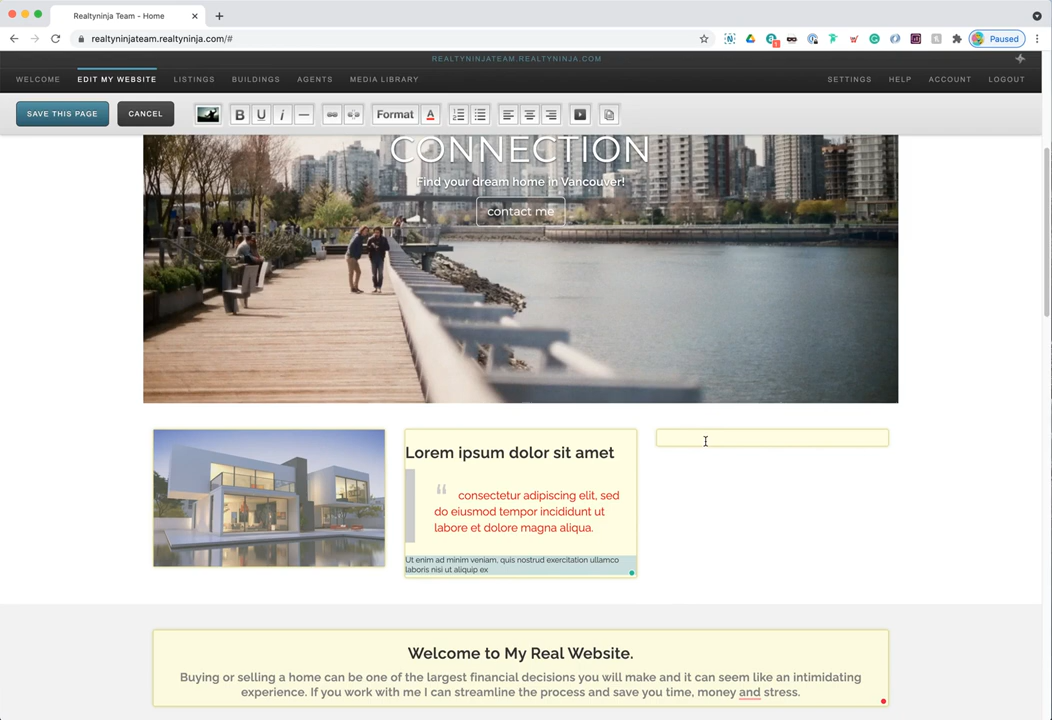 Realtyninja Team - Home
realtyninjateam.realtyninja.com/#
1
Paused
REALTYNINJATEAM.REALTYNINJA.COM
WELCOME EDIT MY WEBSITE LISTINGS BUILDINGS AGENTS MEDIA LIBRARY SETTINGS HELP ACCOUNT LOGOUT
SAVE THIS PAGE CANCEL B U i Format A
CONNECTION
Find your dream home in Vancouver!
contact me
Lorem ipsum dolor sit amet
“ consectetur adipiscing elit, sed
do eiusmod tempor incididunt ut
labore et dolore magna aliqua.
Ut enim ad minim veniam, quis nostrud exercitation ullamco
laboris nisi ut aliquip ex
Welcome to My Real Website.
Buying or selling a home can be one of the largest financial decisions you will make and it can seem like an intimidating
experience. If you work with me I can streamline the process and save you time, money and stress.